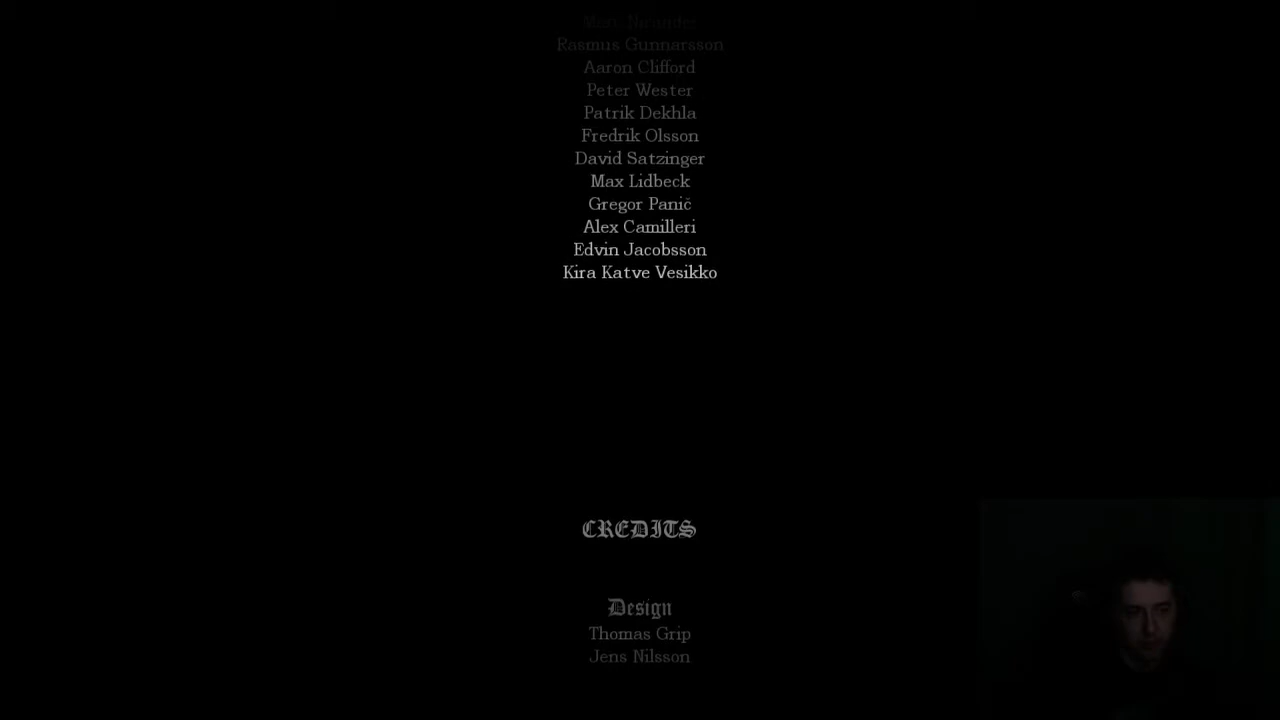 Rasmus Gunnarsson
Aaron Clifford
Peter Wester
Patrik Dekhla
Fredrik Olsson
David Satzinger
Max Lidbeck
Gregor Panič
Alex Camilleri
Edvin Jacobsson
Kira Katve Vesikko
CREDITS
Design
Thomas Grip
Jens Nilsson